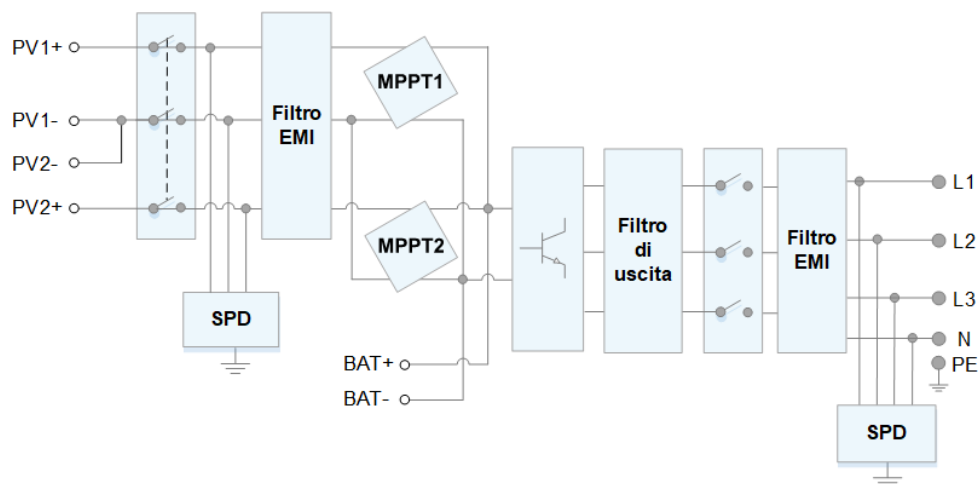 PV1+
PV1-
PV2-
PV2+
Filtro
EMI
MPPT1
MPPT2
SPD
BAT+
BAT-
Filtro
di
uscita
Filtro
EMI
L1
L2
L3
N
PE
SPD